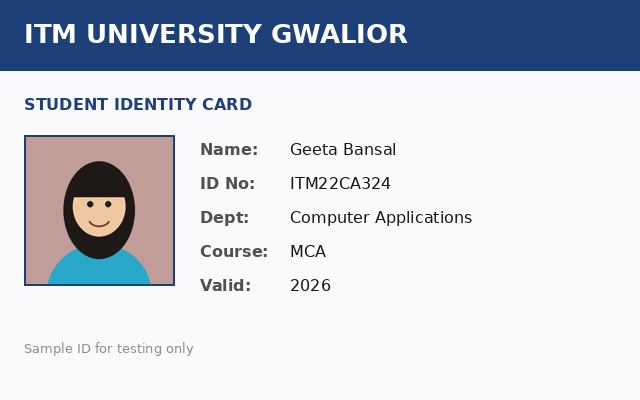 ITM UNIVERSITY GWALIOR
STUDENT IDENTITY CARD
Name: Geeta Bansal
ID No: ITM22CA324
Dept: Computer Applications
Course: MCA
Valid: 2026
Sample ID for testing only